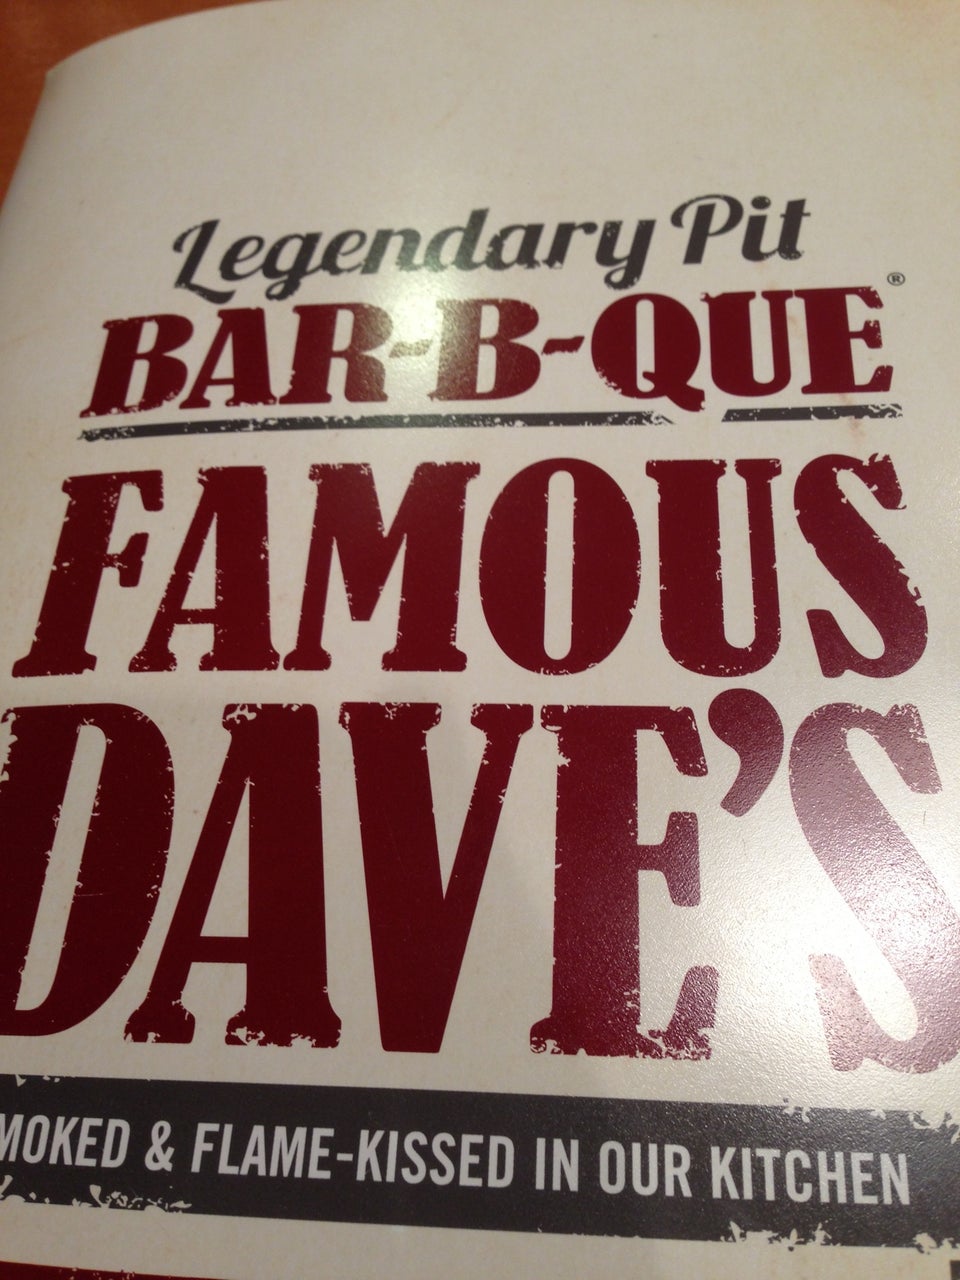 Legendary Pit
BAR-B-QUE®
FAMOUS
DAVE'S
MOKED & FLAME-KISSED IN OUR KITCHEN